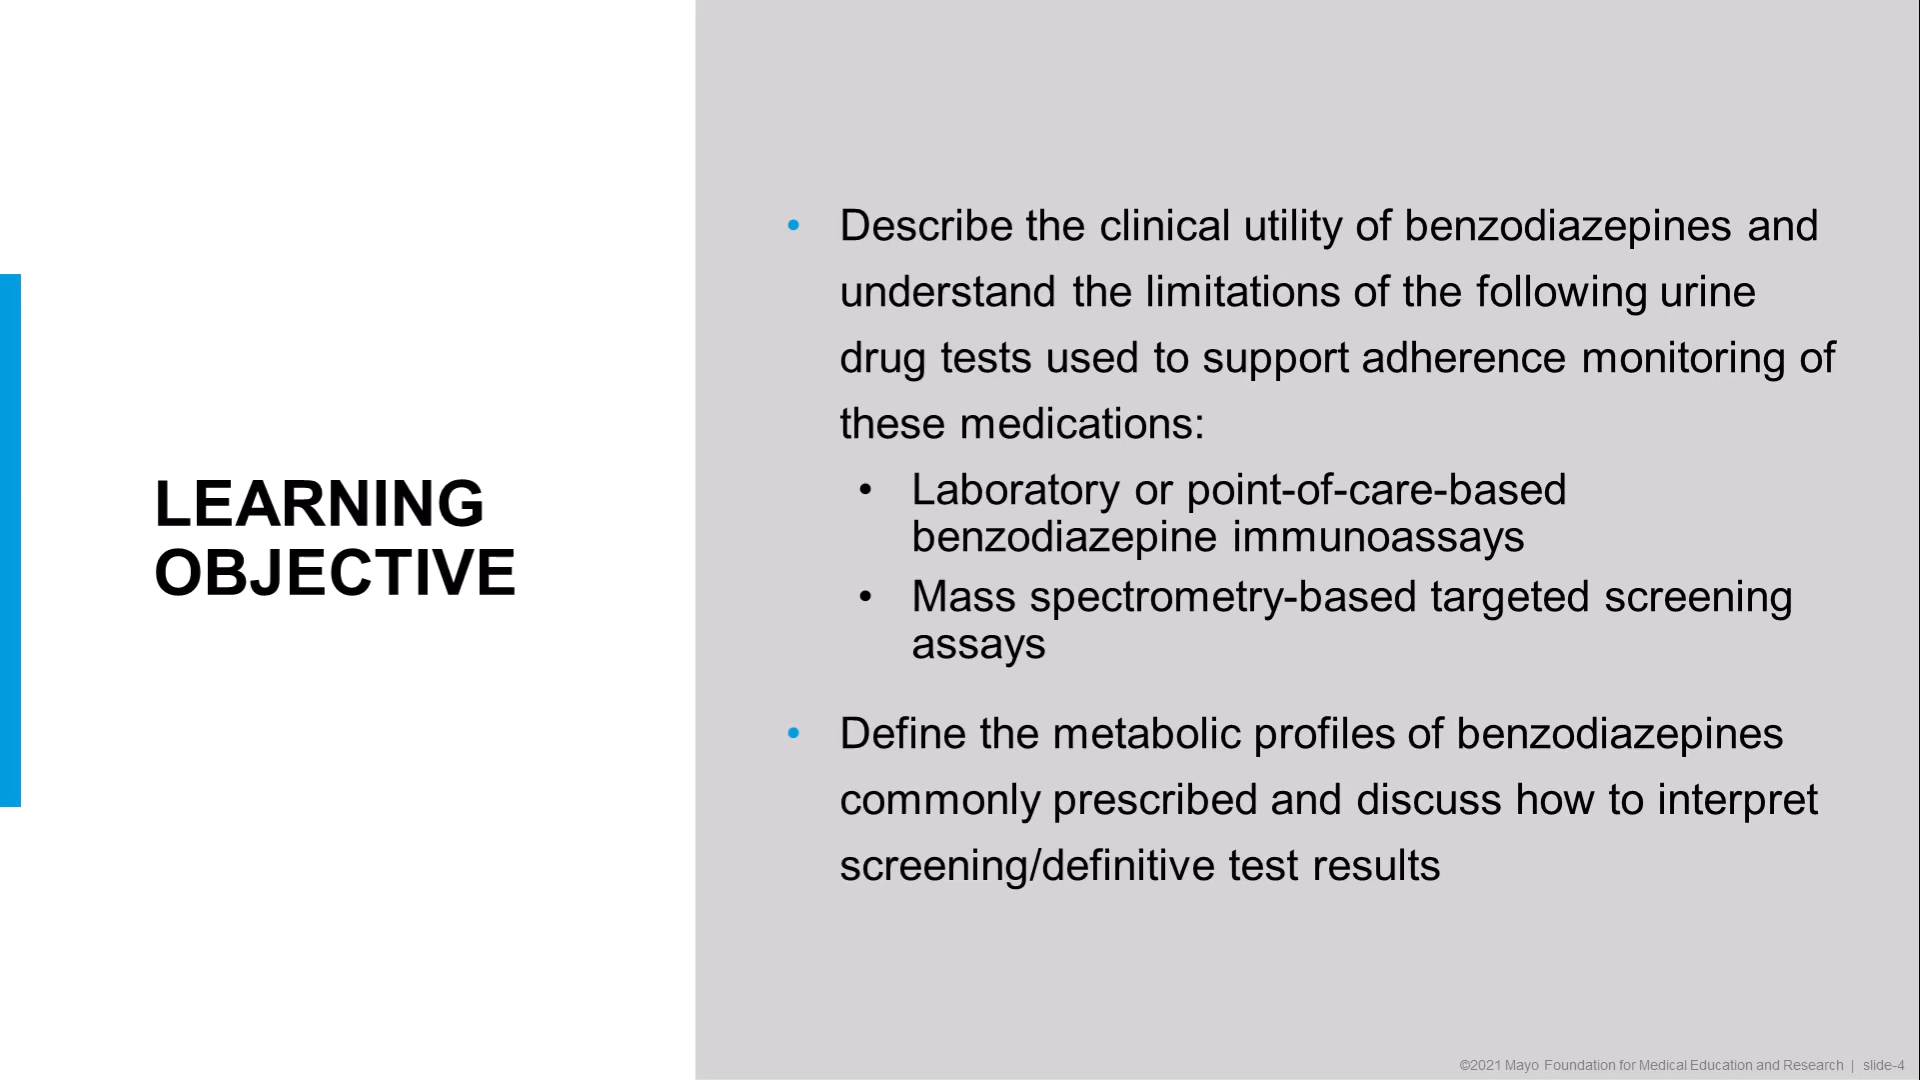 LEARNING
OBJECTIVE
• Describe the clinical utility of benzodiazepines and
understand the limitations of the following urine
drug tests used to support adherence monitoring of
these medications:
• Laboratory or point-of-care-based
benzodiazepine immunoassays
• Mass spectrometry-based targeted screening
assays
• Define the metabolic profiles of benzodiazepines
commonly prescribed and discuss how to interpret
screening/definitive test results
©2021 Mayo Foundation for Medical Education and Research | slide-4